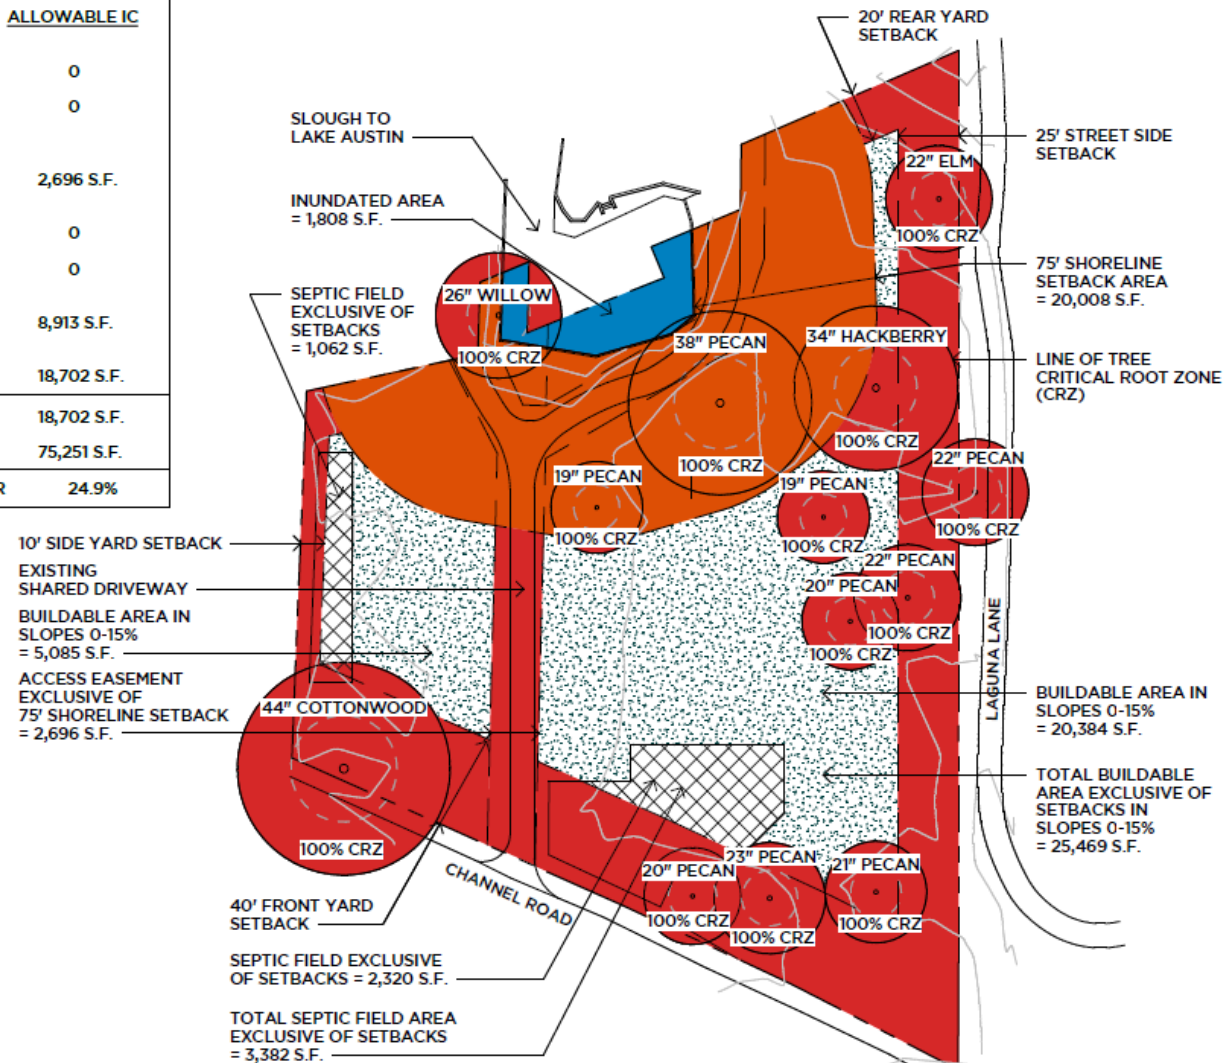 ALLOWABLE IC
0
0
2,696 S.F.
0
0
8,913 S.F.
18,702 S.F.
18,702 S.F.
75,251 S.F.
R 24.9%
20' REAR YARD
SETBACK
SLOUGH TO
LAKE AUSTIN
INUNDATED AREA
= 1,808 S.F.
25' STREET SIDE
SETBACK
22" ELM
100% CRZ
75' SHORELINE
SETBACK AREA
= 20,008 S.F.
SEPTIC FIELD
EXCLUSIVE OF
SETBACKS
= 1,062 S.F.
26" WILLOW
100% CRZ
38" PECAN
100% CRZ
34" HACKBERRY
100% CRZ
LINE OF TREE
CRITICAL ROOT ZONE
(CRZ)
22" PECAN
100% CRZ
19" PECAN
100% CRZ
19" PECAN
100% CRZ
22" PECAN
100% CRZ
20" PECAN
100% CRZ
10' SIDE YARD SETBACK
EXISTING
SHARED DRIVEWAY
BUILDABLE AREA IN
SLOPES 0-15%
= 5,085 S.F.
ACCESS EASEMENT
EXCLUSIVE OF
75' SHORELINE SETBACK
= 2,696 S.F.
44" COTTONWOOD
100% CRZ
LAGUNA LANE
BUILDABLE AREA IN
SLOPES 0-15%
= 20,384 S.F.
TOTAL BUILDABLE
AREA EXCLUSIVE OF
SETBACKS IN
SLOPES 0-15%
= 25,469 S.F.
20" PECAN
100% CRZ
23" PECAN
100% CRZ
21" PECAN
100% CRZ
CHANNEL ROAD
40' FRONT YARD
SETBACK
SEPTIC FIELD EXCLUSIVE
OF SETBACKS = 2,320 S.F.
TOTAL SEPTIC FIELD AREA
EXCLUSIVE OF SETBACKS
= 3,382 S.F.